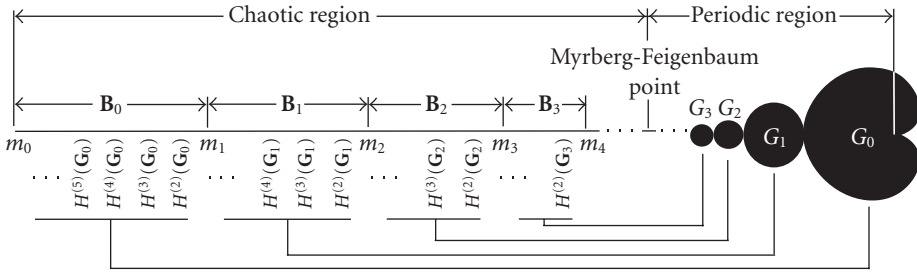 Chaotic region
Periodic region
Myrberg-Feigenbaum
point
B₀
B₁
B₂
B₃
G₃
G₂
G₁
G₀
m₀
m₁
m₂
m₃
m₄
. . .
H⁽⁵⁾(G₀)
H⁽⁴⁾(G₀)
H⁽³⁾(G₀)
H⁽²⁾(G₀)
. . .
H⁽⁴⁾(G₁)
H⁽³⁾(G₁)
H⁽²⁾(G₁)
. . .
H⁽³⁾(G₂)
H⁽²⁾(G₂)
. . .
H⁽²⁾(G₃)